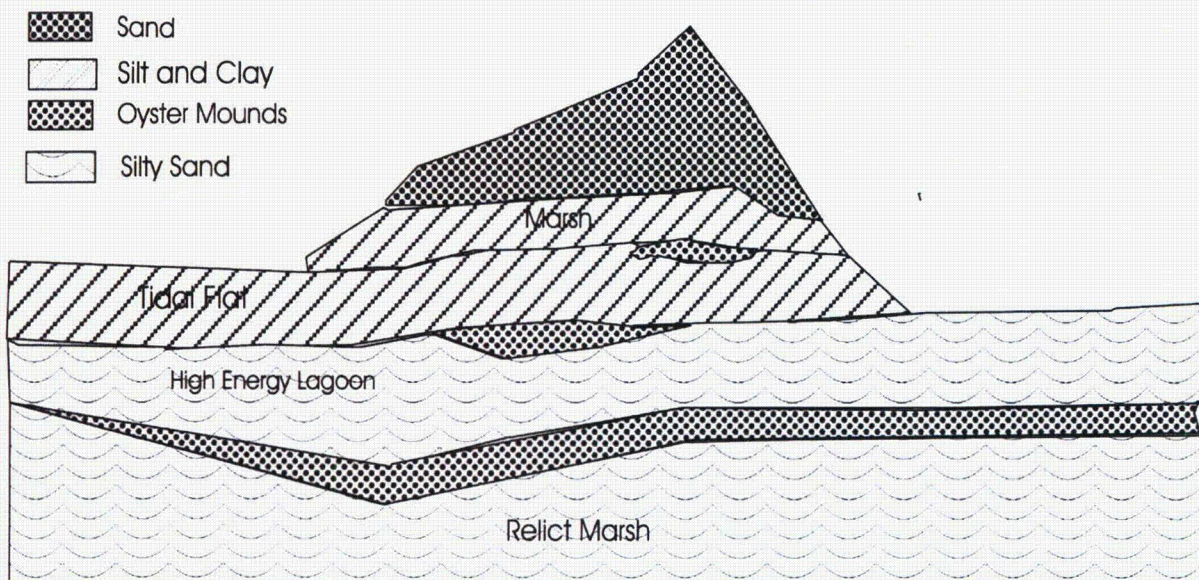 Sand
Silt and Clay
Oyster Mounds
Silty Sand
Marsh
Tidal Flat
High Energy Lagoon
Relict Marsh